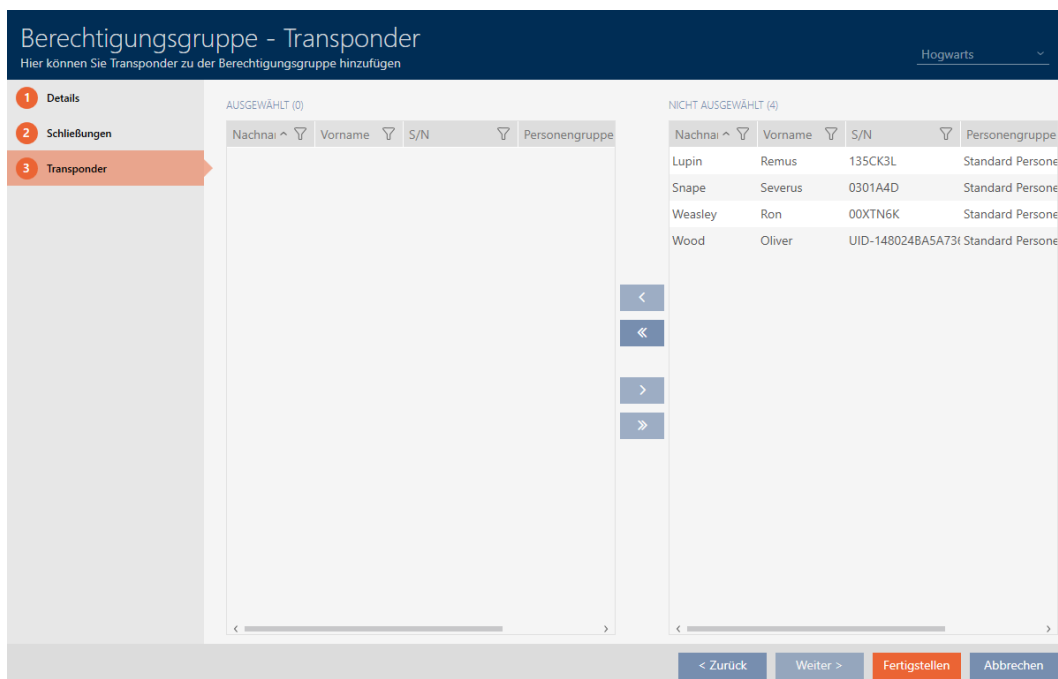 Berechtigungsgruppe - Transponder
Hier können Sie Transponder zu der Berechtigungsgruppe hinzufügen
Hogwarts
1 Details
2 Schließungen
3 Transponder
AUSGEWÄHLT (0)
Nachnai Vorname S/N Personengruppe
NICHT AUSGEWÄHLT (4)
Nachnai Vorname S/N Personengruppe
Lupin Remus 135CK3L Standard Persone
Snape Severus 0301A4D Standard Persone
Weasley Ron 00XTN6K Standard Persone
Wood Oliver UID-148024BA5A73( Standard Persone
< Zurück Weiter > Fertigstellen Abbrechen